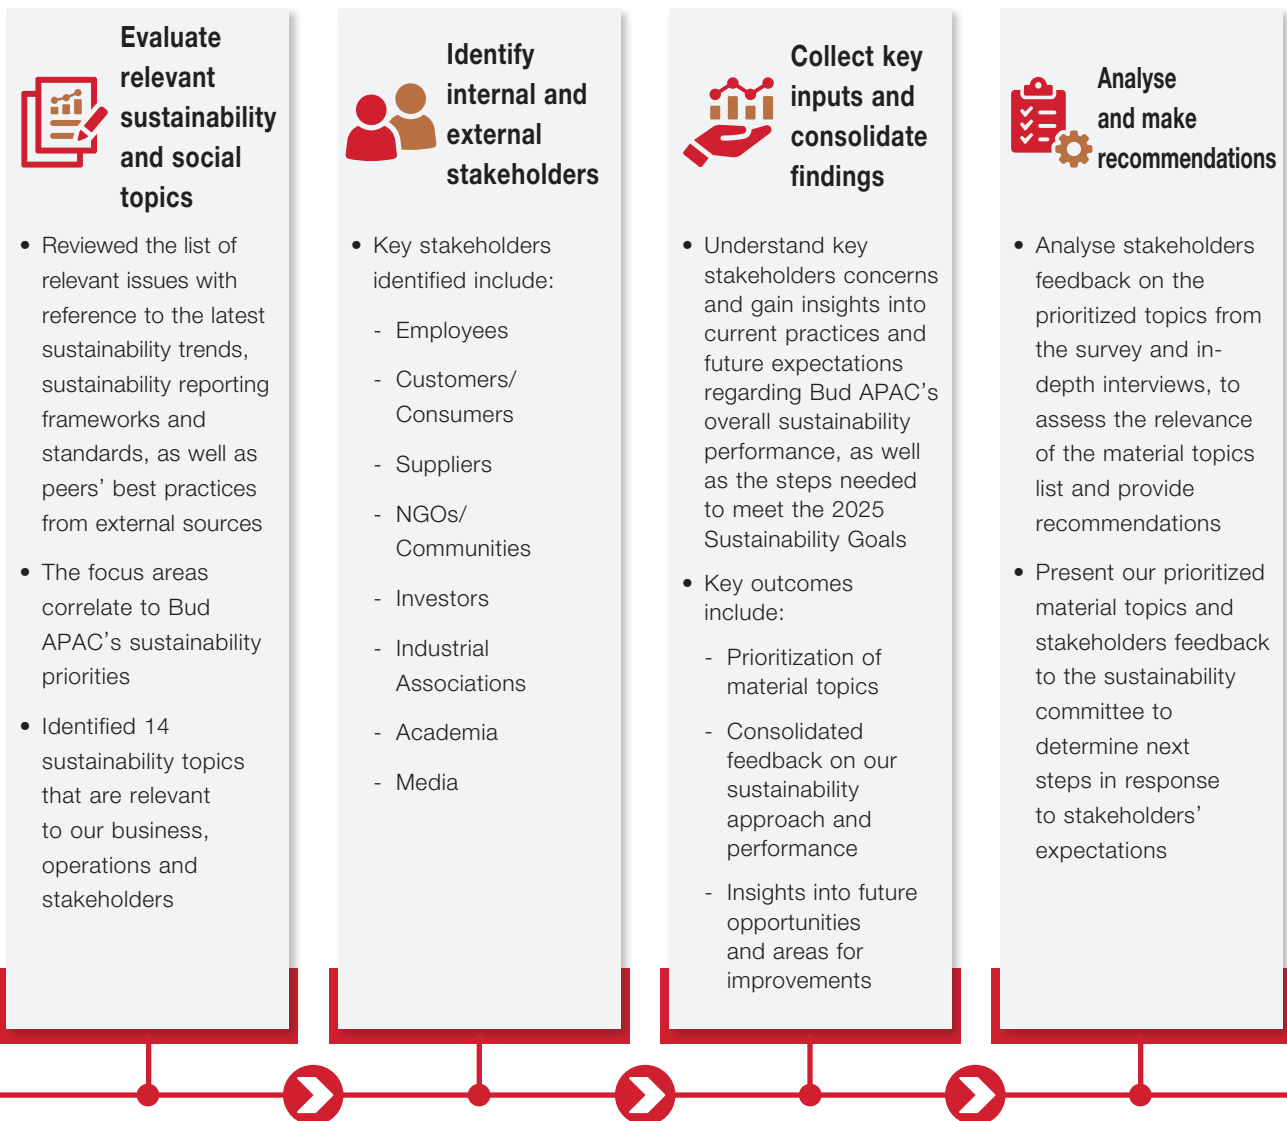 Evaluate
relevant
sustainability
and social
topics
• Reviewed the list of
relevant issues with
reference to the latest
sustainability trends,
sustainability reporting
frameworks and
standards, as well as
peers’ best practices
from external sources
• The focus areas
correlate to Bud
APAC’s sustainability
priorities
• Identified 14
sustainability topics
that are relevant
to our business,
operations and
stakeholders
Identify
internal and
external
stakeholders
• Key stakeholders
identified include:
- Employees
- Customers/
Consumers
- Suppliers
- NGOs/
Communities
- Investors
- Industrial
Associations
- Academia
- Media
Collect key
inputs and
consolidate
findings
• Understand key
stakeholders concerns
and gain insights into
current practices and
future expectations
regarding Bud APAC’s
overall sustainability
performance, as well
as the steps needed
to meet the 2025
Sustainability Goals
• Key outcomes
include:
- Prioritization of
material topics
- Consolidated
feedback on our
sustainability
approach and
performance
- Insights into future
opportunities
and areas for
improvements
Analyse
and make
recommendations
• Analyse stakeholders
feedback on the
prioritized topics from
the survey and in-
depth interviews, to
assess the relevance
of the material topics
list and provide
recommendations
• Present our prioritized
material topics and
stakeholders feedback
to the sustainability
committee to
determine next
steps in response
to stakeholders’
expectations